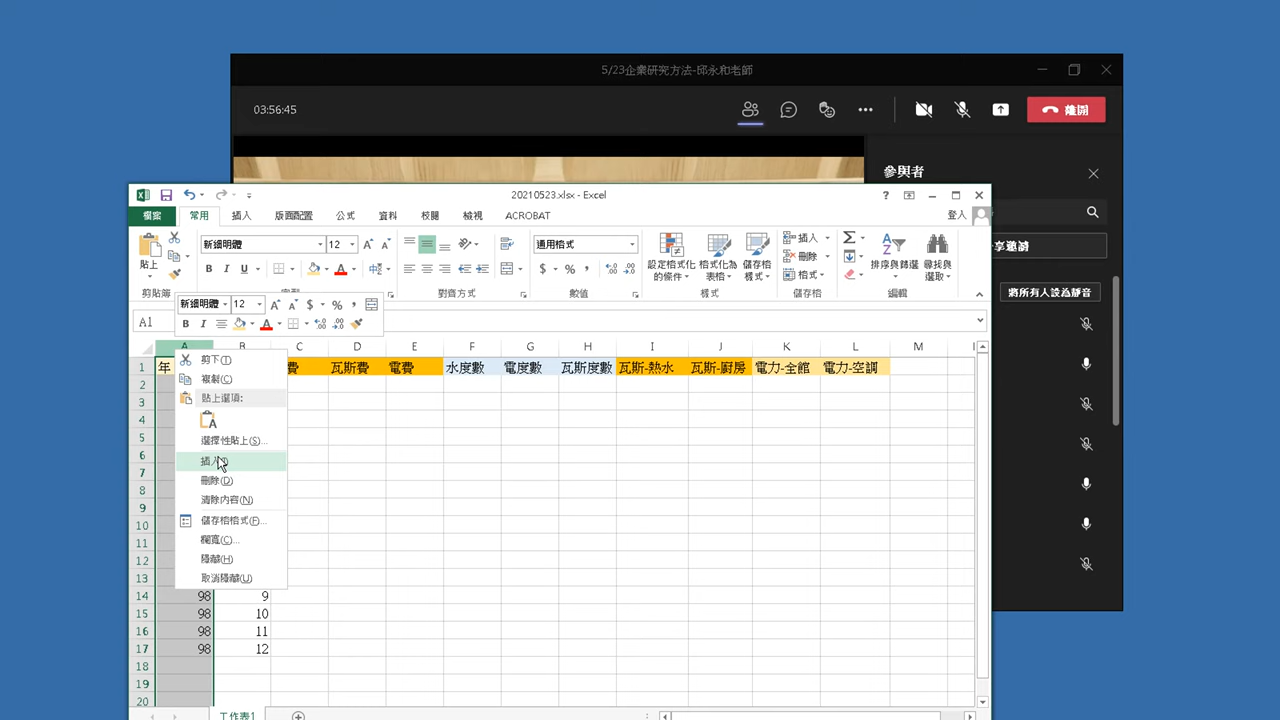 5/23企業研究方法-邱永和老師
03:56:45
離開
參與者
享邀請
將所有人設為靜音
20210523.xlsx - Excel
檔案 常用 插入 版面配置 公式 資料 校閱 檢視 ACROBAT 登入
貼上
新細明體 12
B I U
通用格式
$ % ,
設定格式化的條件
格式化為表格
儲存格樣式
插入
刪除
格式
排序與篩選
尋找與選取
剪貼簿 字型 對齊方式 數值 樣式 儲存格 編輯
新細明體 12
$ % ,
B I
A1
A B C D E F G H I J K L M N
1 年 費 瓦斯費 電費 水度數 電度數 瓦斯度數 瓦斯-熱水 瓦斯-廚房 電力-全館 電力-空調
2
3
4
5
6
7
8
9
10
11
12
13
14 98 9
15 98 10
16 98 11
17 98 12
18
19
20
剪下(T)
複製(C)
貼上選項:
選擇性貼上(S)...
插入(I)
刪除(D)
清除內容(N)
儲存格格式(F)...
欄寬(C)...
隱藏(H)
取消隱藏(U)
工作表1